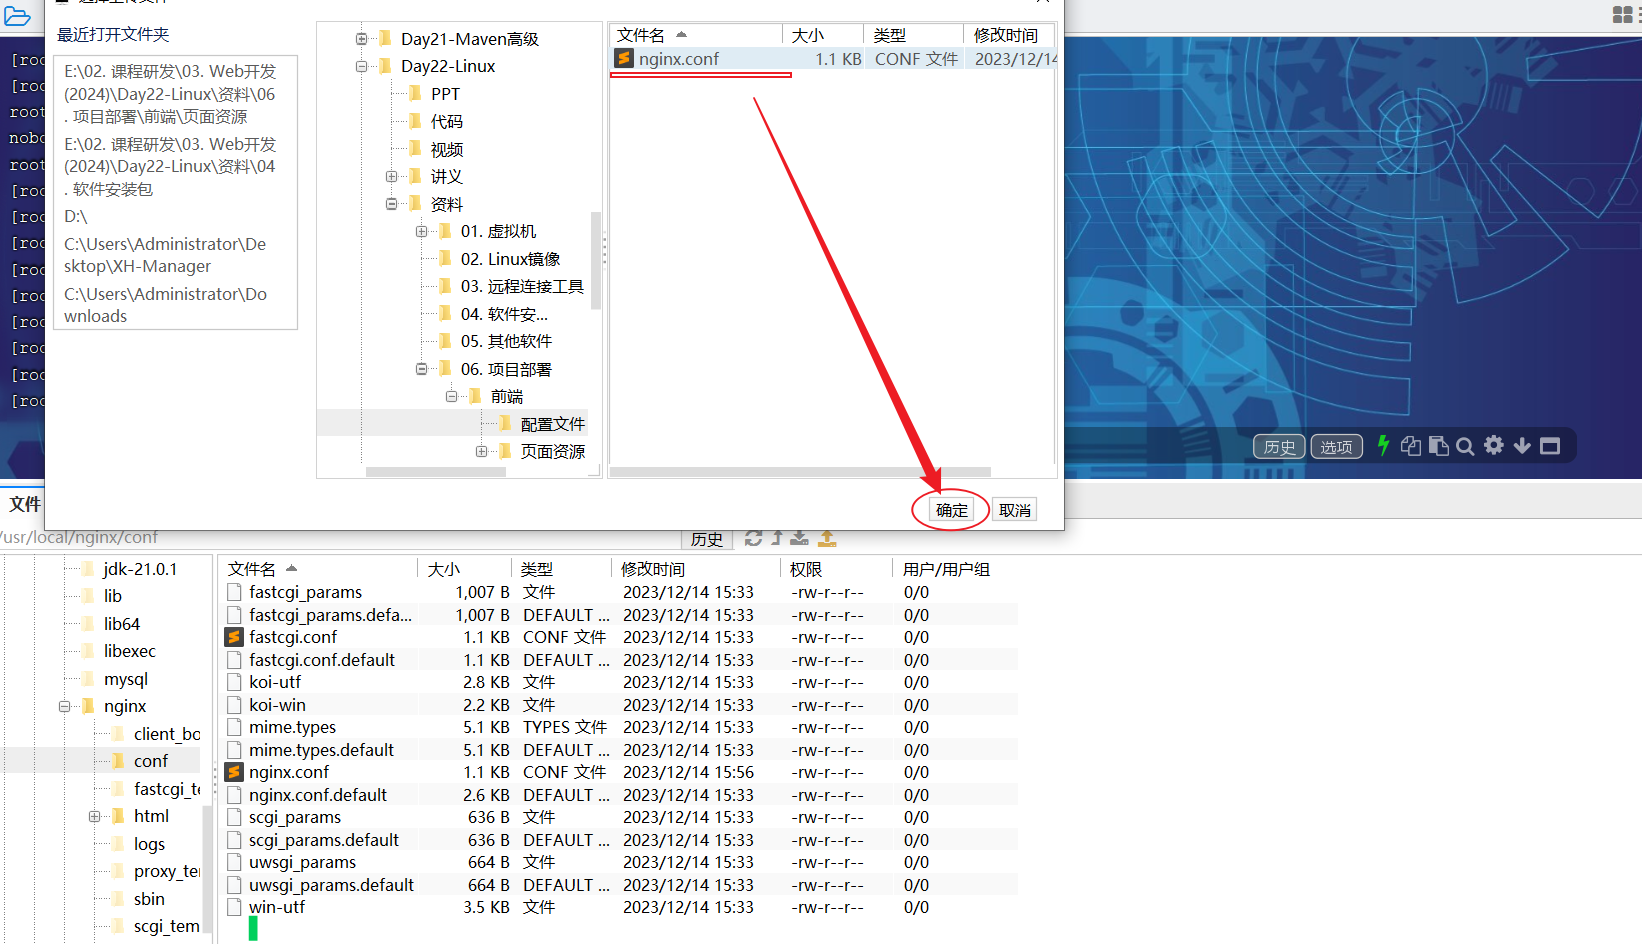 最近打开文件夹
E:\02. 课程研发\03. Web开发
(2024)\Day22-Linux\资料\06
. 项目部署\前端\页面资源
E:\02. 课程研发\03. Web开发
(2024)\Day22-Linux\资料\04
. 软件安装包
D:\
C:\Users\Administrator\De
sktop\XH-Manager
C:\Users\Administrator\Do
wnloads
Day21-Maven高级
Day22-Linux
PPT
代码
视频
讲义
资料
01. 虚拟机
02. Linux镜像
03. 远程连接工具
04. 软件安...
05. 其他软件
06. 项目部署
前端
配置文件
页面资源
文件名 大小 类型 修改时间
nginx.conf 1.1 KB CONF 文件 2023/12/14
确定 取消
[roo
[roo
root
nobo
root
[roo
[roo
[roo
[roo
[roo
[roo
[roo
[roo
[roo
历史 选项
文件
/usr/local/nginx/conf 历史
jdk-21.0.1
lib
lib64
libexec
mysql
nginx
client_bo
conf
fastcgi_te
html
logs
proxy_te
sbin
scgi_tem
文件名 大小 类型 修改时间 权限 用户/用户组
fastcgi_params 1,007 B 文件 2023/12/14 15:33 -rw-r--r-- 0/0
fastcgi_params.defa... 1,007 B DEFAULT ... 2023/12/14 15:33 -rw-r--r-- 0/0
fastcgi.conf 1.1 KB CONF 文件 2023/12/14 15:33 -rw-r--r-- 0/0
fastcgi.conf.default 1.1 KB DEFAULT ... 2023/12/14 15:33 -rw-r--r-- 0/0
koi-utf 2.8 KB 文件 2023/12/14 15:33 -rw-r--r-- 0/0
koi-win 2.2 KB 文件 2023/12/14 15:33 -rw-r--r-- 0/0
mime.types 5.1 KB TYPES 文件 2023/12/14 15:33 -rw-r--r-- 0/0
mime.types.default 5.1 KB DEFAULT ... 2023/12/14 15:33 -rw-r--r-- 0/0
nginx.conf 1.1 KB CONF 文件 2023/12/14 15:56 -rw-r--r-- 0/0
nginx.conf.default 2.6 KB DEFAULT ... 2023/12/14 15:33 -rw-r--r-- 0/0
scgi_params 636 B 文件 2023/12/14 15:33 -rw-r--r-- 0/0
scgi_params.default 636 B DEFAULT ... 2023/12/14 15:33 -rw-r--r-- 0/0
uwsgi_params 664 B 文件 2023/12/14 15:33 -rw-r--r-- 0/0
uwsgi_params.default 664 B DEFAULT ... 2023/12/14 15:33 -rw-r--r-- 0/0
win-utf 3.5 KB 文件 2023/12/14 15:33 -rw-r--r-- 0/0